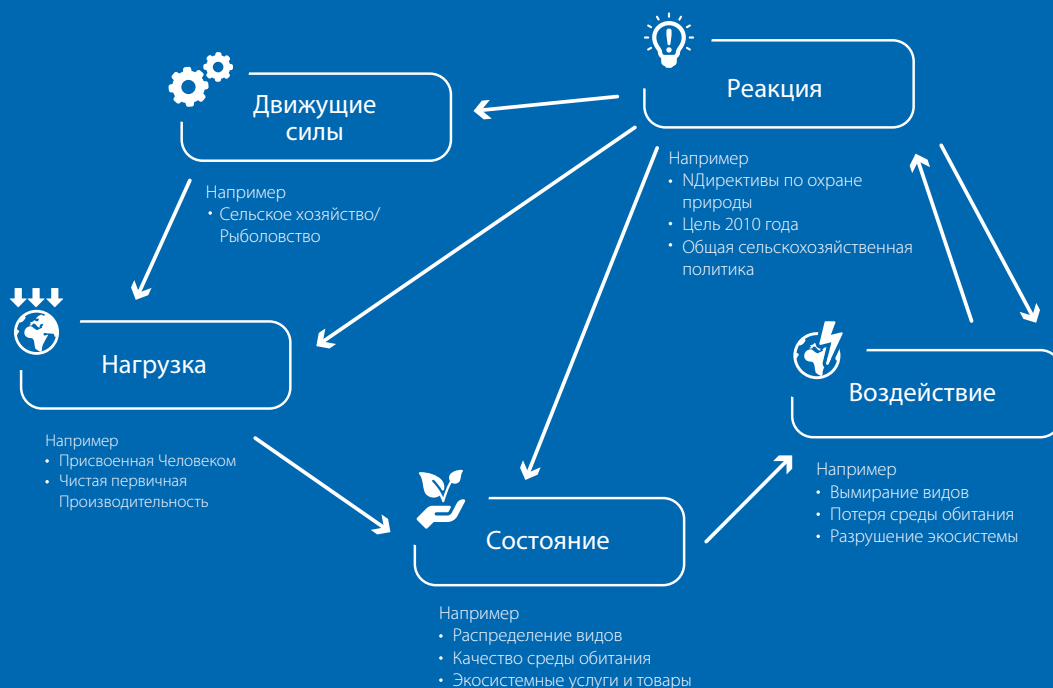 Движущие
силы
Например
• Сельское хозяйство/
Рыболовство
Реакция
Например
• NДирективы по охране
природы
• Цель 2010 года
• Общая сельскохозяйственная
политика
Нагрузка
Например
• Присвоенная Человеком
• Чистая первичная
Производительность
Воздействие
Например
• Вымирание видов
• Потеря среды обитания
• Разрушение экосистемы
Состояние
Например
• Распределение видов
• Качество среды обитания
• Экосистемные услуги и товары